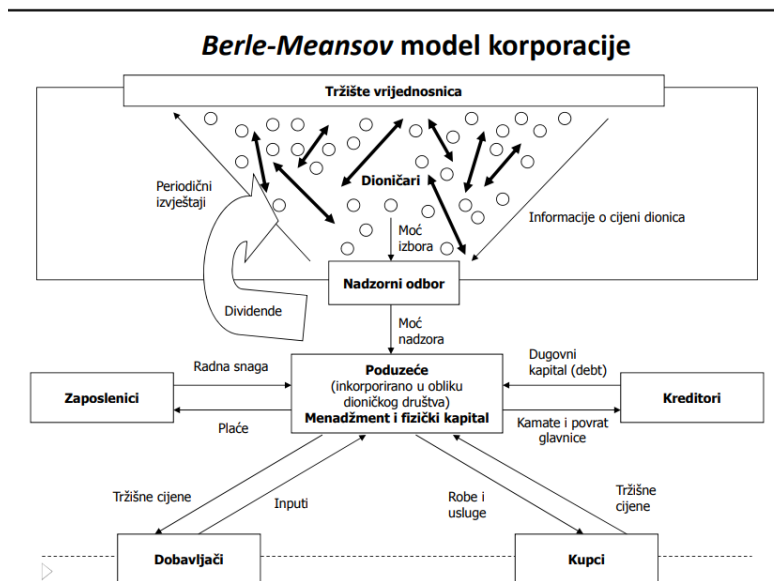 Berle-Meansov model korporacije
Tržište vrijednosnica
Periodični
izvještaji
Dioničari
Informacije o cijeni dionica
Moć
izbora
Nadzorni odbor
Dividende
Moć
nadzora
Radna snaga
Poduzeće
(inkorporirano u obliku
dioničkog društva)
Menadžment i fizički kapital
Dugovni
kapital (debt)
Zaposlenici
Kreditori
Plaće
Kamate i povrat
glavnice
Tržišne cijene
Inputi
Robe i
usluge
Tržišne
cijene
Dobavljači
Kupci